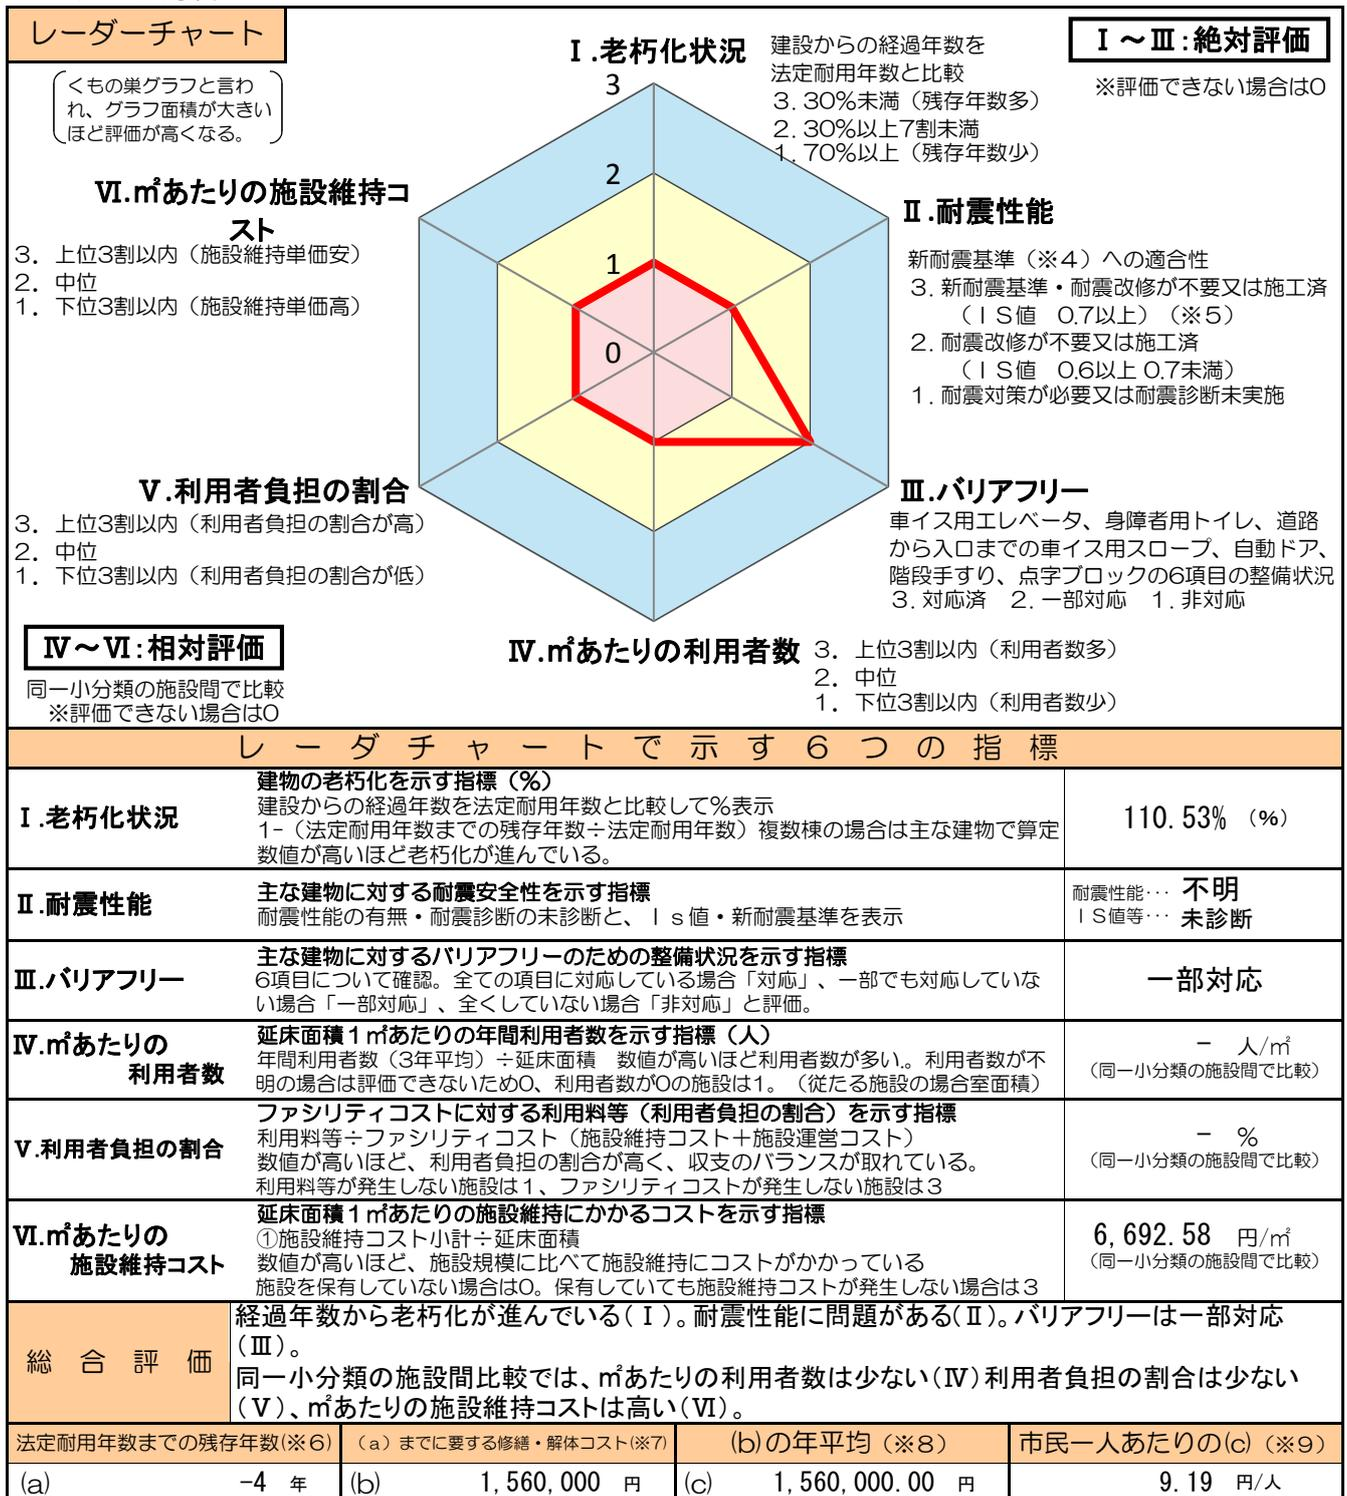 レーダーチャート
くもの巣グラフと言わ
れ、グラフ面積が大きい
ほど評価が高くなる。
Ⅰ.老朽化状況
建設からの経過年数を
法定耐用年数と比較
3. 30%未満（残存年数多）
2. 30%以上7割未満
1. 70%以上（残存年数少）
Ⅰ～Ⅲ:絶対評価
※評価できない場合は0
3
2
1
0
Ⅵ.㎡あたりの施設維持コ
スト
3. 上位3割以内（施設維持単価安）
2. 中位
1. 下位3割以内（施設維持単価高）
Ⅱ.耐震性能
新耐震基準（※4）への適合性
3. 新耐震基準・耐震改修が不要又は施工済
（ＩＳ値　0.7以上）（※5）
2. 耐震改修が不要又は施工済
（ＩＳ値　0.6以上 0.7未満）
1. 耐震対策が必要又は耐震診断未実施
Ⅴ.利用者負担の割合
3. 上位3割以内（利用者負担の割合が高）
2. 中位
1. 下位3割以内（利用者負担の割合が低）
Ⅲ.バリアフリー
車イス用エレベータ、身障者用トイレ、道路
から入口までの車イス用スロープ、自動ドア、
階段手すり、点字ブロックの6項目の整備状況
3. 対応済　2. 一部対応　1. 非対応
Ⅳ～Ⅵ:相対評価
同一小分類の施設間で比較
※評価できない場合は0
Ⅳ.㎡あたりの利用者数
3. 上位3割以内（利用者数多）
2. 中位
1. 下位3割以内（利用者数少）
レーダチャートで示す６つの指標
Ⅰ.老朽化状況
建物の老朽化を示す指標（%）
建設からの経過年数を法定耐用年数と比較して%表示
1-（法定耐用年数までの残存年数÷法定耐用年数）複数棟の場合は主な建物で算定
数値が高いほど老朽化が進んでいる。
110.53%（%）
Ⅱ.耐震性能
主な建物に対する耐震安全性を示す指標
耐震性能の有無・耐震診断の未診断と、Ｉｓ値・新耐震基準を表示
耐震性能･･･ 不明
ＩＳ値等･･･ 未診断
Ⅲ.バリアフリー
主な建物に対するバリアフリーのための整備状況を示す指標
6項目について確認。全ての項目に対応している場合「対応」、一部でも対応していな
い場合「一部対応」、全くしていない場合「非対応」と評価。
一部対応
Ⅳ.㎡あたりの
利用者数
延床面積１㎡あたりの年間利用者数を示す指標（人）
年間利用者数（3年平均）÷延床面積　数値が高いほど利用者数が多い。利用者数が不
明の場合は評価できないため0、利用者数が0の施設は1。（従たる施設の場合室面積）
－ 人/㎡
（同一小分類の施設間で比較）
Ⅴ.利用者負担の割合
ファシリティコストに対する利用料等（利用者負担の割合）を示す指標
利用料等÷ファシリティコスト（施設維持コスト＋施設運営コスト）
数値が高いほど、利用者負担の割合が高く、収支のバランスが取れている。
利用料等が発生しない施設は１、ファシリティコストが発生しない施設は３
－ %
（同一小分類の施設間で比較）
Ⅵ.㎡あたりの
施設維持コスト
延床面積１㎡あたりの施設維持にかかるコストを示す指標
①施設維持コスト小計÷延床面積
数値が高いほど、施設規模に比べて施設維持にコストがかかっている
施設を保有していない場合は0。保有していても施設維持コストが発生しない場合は３
6,692.58 円/㎡
（同一小分類の施設間で比較）
総合評価
経過年数から老朽化が進んでいる(Ⅰ)。耐震性能に問題がある(Ⅱ)。バリアフリーは一部対応
(Ⅲ)。
同一小分類の施設間比較では、㎡あたりの利用者数は少ない(Ⅳ)利用者負担の割合は少ない
(Ⅴ)、㎡あたりの施設維持コストは高い(Ⅵ)。
法定耐用年数までの残存年数(※6)
（a）までに要する修繕・解体コスト(※7)
(b)の年平均（※8）
市民一人あたりの(c)（※9）
(a) -4 年
(b) 1,560,000 円
(c) 1,560,000.00 円
9.19 円/人